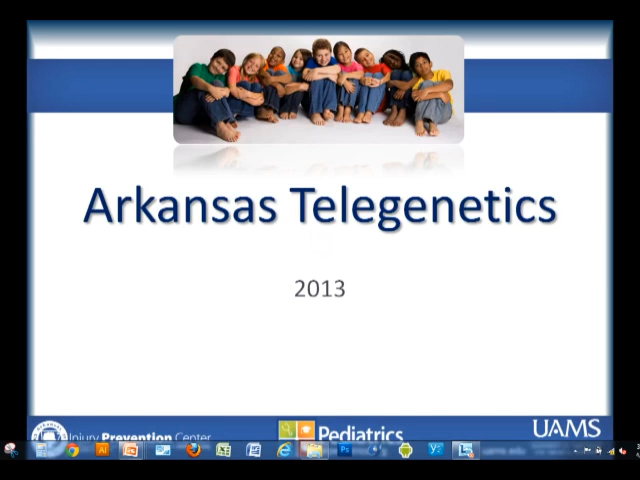 Arkansas Telegenetics
2013
Injury Prevention Center
Pediatrics
UAMS